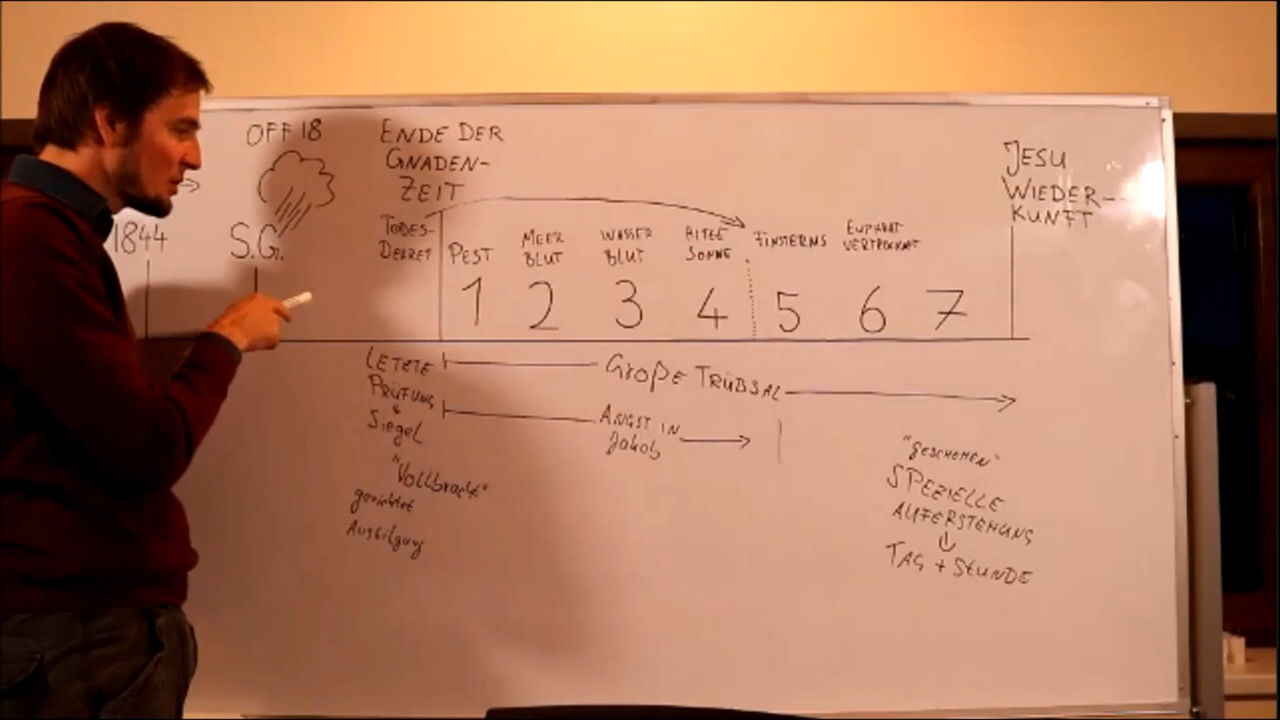 OFF 18
1844
S.G.
ENDE DER
GNADEN-
ZEIT
TODES-
DEKRET
PEST
MEER
BLUT
WASSER
BLUT
HITZE
SONNE
FINSTERNIS
EUPHRAT
VERTROCKNET
JESU
WIEDER-
KUNFT
1 2 3 4 5 6 7
LETZTE
PRÜFUNG
+
Siegel
GROßE TRÜBSAL
ANGST IN
Jakob
"Vollbracht"
gerichtet
Austilgung
"GESCHEHEN"
SPEZIELLE
AUFERSTEHUNG
TAG + STUNDE